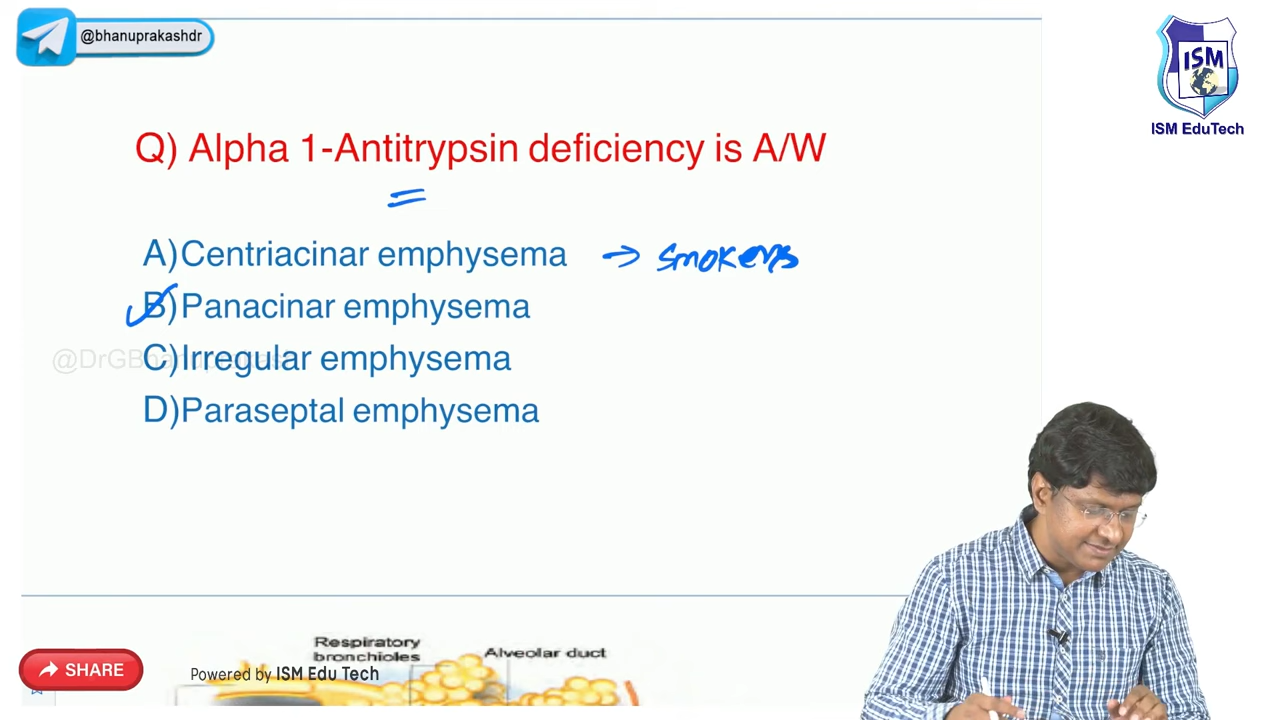 @bhanuprakashdr
ISM
ISM EduTech
Q) Alpha 1-Antitrypsin deficiency is A/W
A)Centriacinar emphysema → smokers
B)Panacinar emphysema
@DrGBhanuprakash
C)Irregular emphysema
D)Paraseptal emphysema
Respiratory
bronchioles
Alveolar duct
SHARE
Powered by ISM Edu Tech